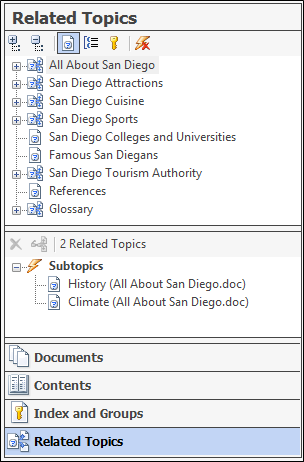 Related Topics
All About San Diego
San Diego Attractions
San Diego Cuisine
San Diego Sports
San Diego Colleges and Universities
Famous San Diegans
San Diego Tourism Authority
References
Glossary
2 Related Topics
Subtopics
History (All About San Diego.doc)
Climate (All About San Diego.doc)
Documents
Contents
Index and Groups
Related Topics